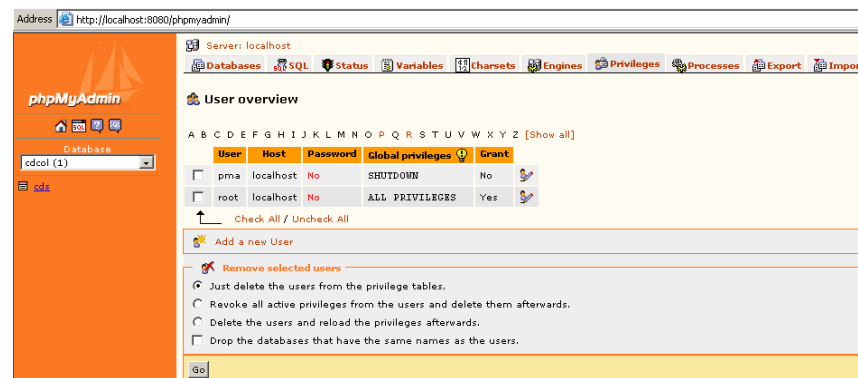 Address http://localhost:8080/phpmyadmin/
Server: localhost
Databases SQL Status Variables Charsets Engines Privileges Processes Export Impor
phpMyAdmin
User overview
A B C D E F G H I J K L M N O P Q R S T U V W X Y Z [Show all]
Database
cdcol (1)
cds
User Host Password Global privileges Grant
pma localhost No SHUTDOWN No
root localhost No ALL PRIVILEGES Yes
Check All / Uncheck All
Add a new User
Remove selected users
Just delete the users from the privilege tables.
Revoke all active privileges from the users and delete them afterwards.
Delete the users and reload the privileges afterwards.
Drop the databases that have the same names as the users.
Go